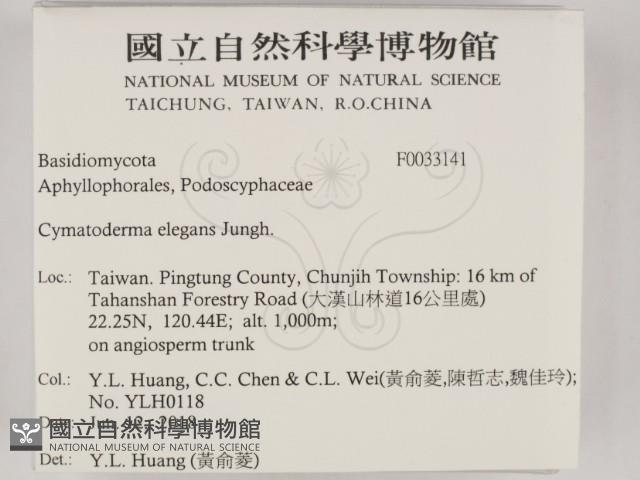 國立自然科學博物館
NATIONAL MUSEUM OF NATURAL SCIENCE
TAICHUNG, TAIWAN, R.O.CHINA
Basidiomycota F0033141
Aphyllophorales, Podoscyphaceae
Cymatoderma elegans Jungh.
Loc.: Taiwan. Pingtung County, Chunjih Township: 16 km of
Tahanshan Forestry Road (大漢山林道16公里處)
22.25N, 120.44E; alt. 1,000m;
on angiosperm trunk
Col.: Y.L. Huang, C.C. Chen & C.L. Wei(黃俞菱,陳哲志,魏佳玲);
No. YLH0118
國立自然科學博物館
NATIONAL MUSEUM OF NATURAL SCIENCE
Det.: Y.L. Huang (黃俞菱)